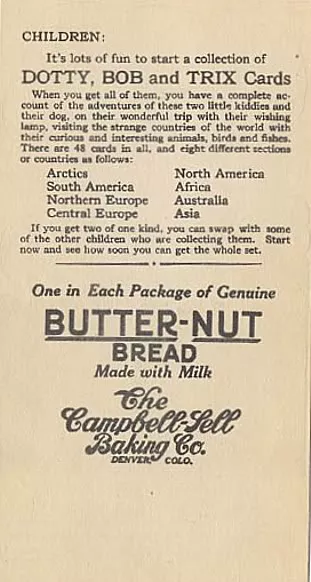 CHILDREN:
It's lots of fun to start a collection of
DOTTY, BOB and TRIX Cards
When you get all of them, you have a complete ac-
count of the adventures of these two little kiddies and
their dog, on their wonderful trip with their wishing
lamp, visiting the strange countries of the world with
their curious and interesting animals, birds and fishes.
There are 48 cards in all, and eight different sections
or countries as follows:
Arctics North America
South America Africa
Northern Europe Australia
Central Europe Asia
If you get two of one kind, you can swap with some
of the other children who are collecting them. Start
now and see how soon you can get the whole set.
One in Each Package of Genuine
BUTTER-NUT
BREAD
Made with Milk
The
Campbell-Sell
Baking Co.
DENVER, COLO.